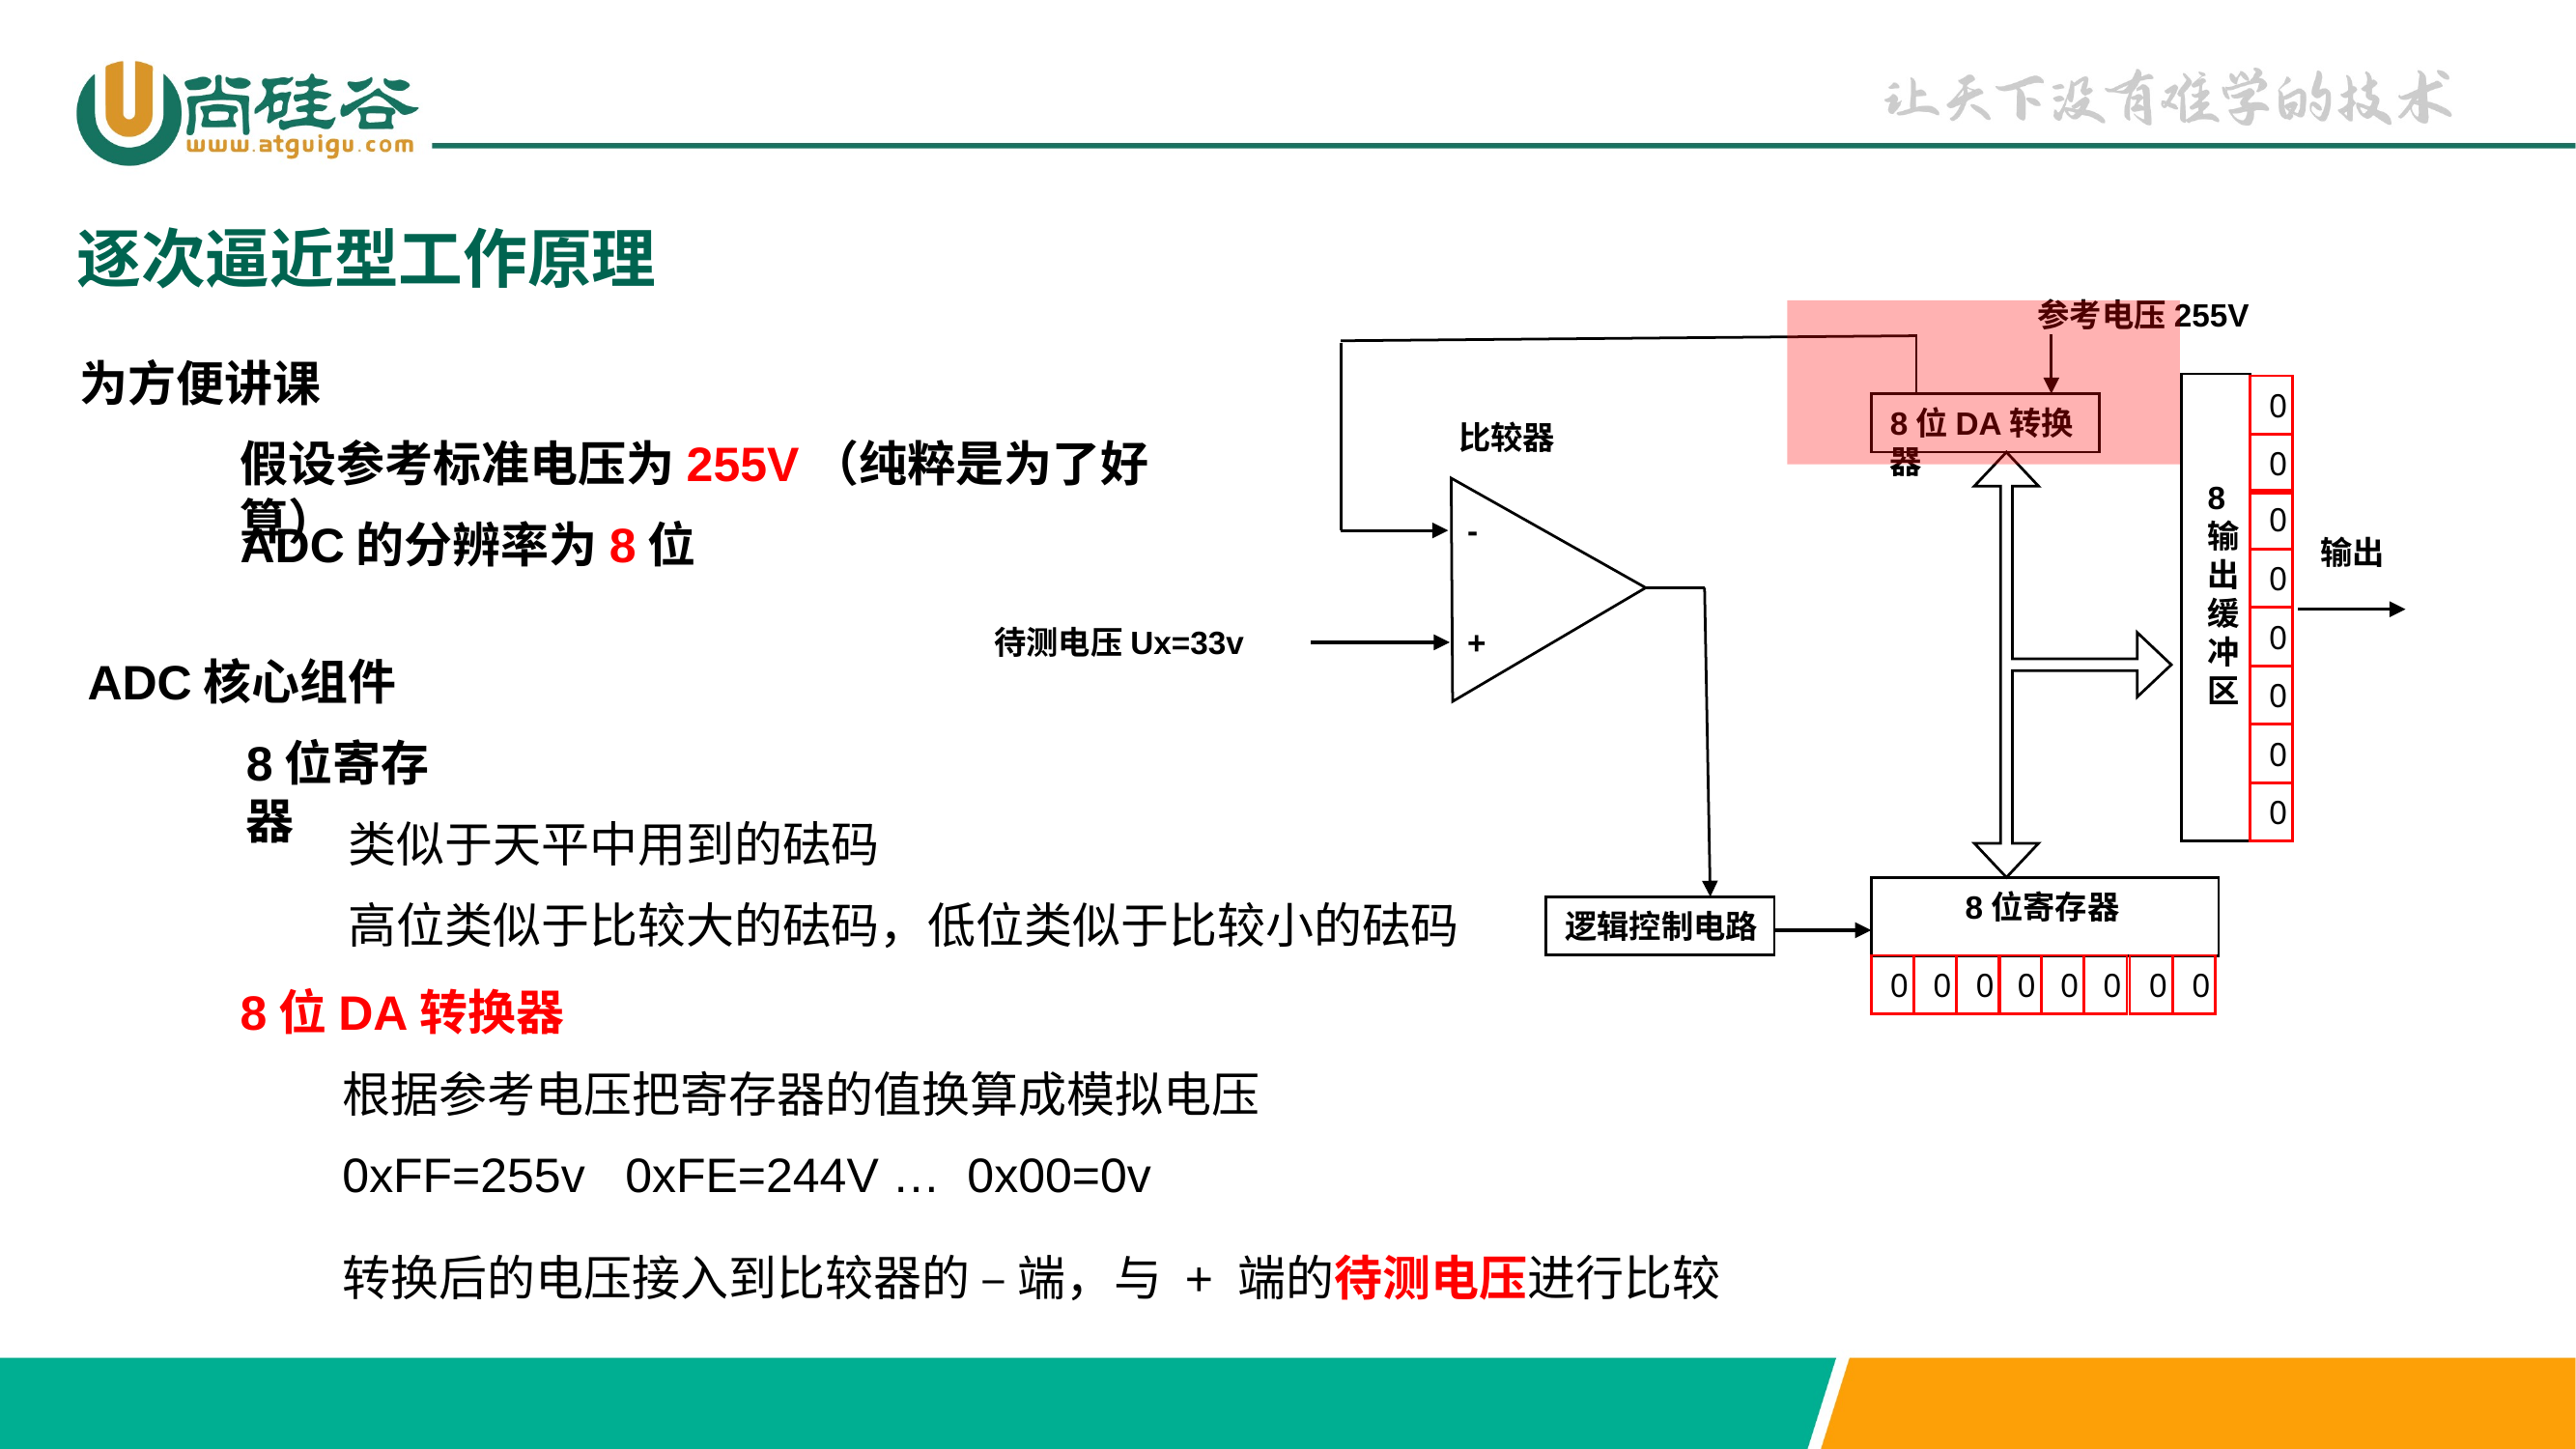 尚硅谷
www.atguigu.com
让天下没有难学的技术
逐次逼近型工作原理
为方便讲课
假设参考标准电压为 255V （纯粹是为了好
算）
ADC 的分辨率为 8 位
ADC 核心组件
8 位寄存
器
类似于天平中用到的砝码
高位类似于比较大的砝码，低位类似于比较小的砝码
8 位 DA 转换器
根据参考电压把寄存器的值换算成模拟电压
0xFF=255v 0xFE=244V … 0x00=0v
转换后的电压接入到比较器的 – 端，与 + 端的待测电压进行比较
参考电压 255V
8 位 DA 转换
器
比较器
-
+
待测电压 Ux=33v
8
输
出
缓
冲
区
0
0
0
0
0
0
0
0
输出
逻辑控制电路
8 位寄存器
0 0 0 0 0 0 0 0